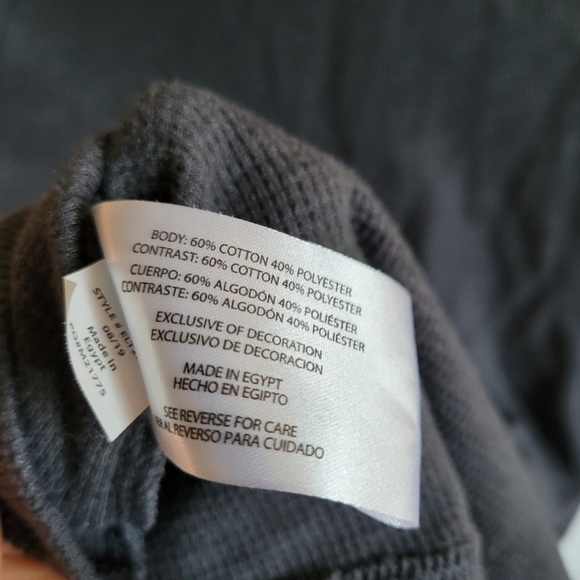 BODY: 60% COTTON 40% POLYESTER
CONTRAST: 60% COTTON 40% POLYESTER
CUERPO: 60% ALGODÓN 40% POLIÉSTER
CONTRASTE: 60% ALGODÓN 40% POLIÉSTER
EXCLUSIVE OF DECORATION
EXCLUSIVO DE DECORACION
MADE IN EGYPT
HECHO EN EGIPTO
SEE REVERSE FOR CARE
AL REVERSO PARA CUIDADO
STYLE #
08/19
Made in
Egypt
PO#M21775